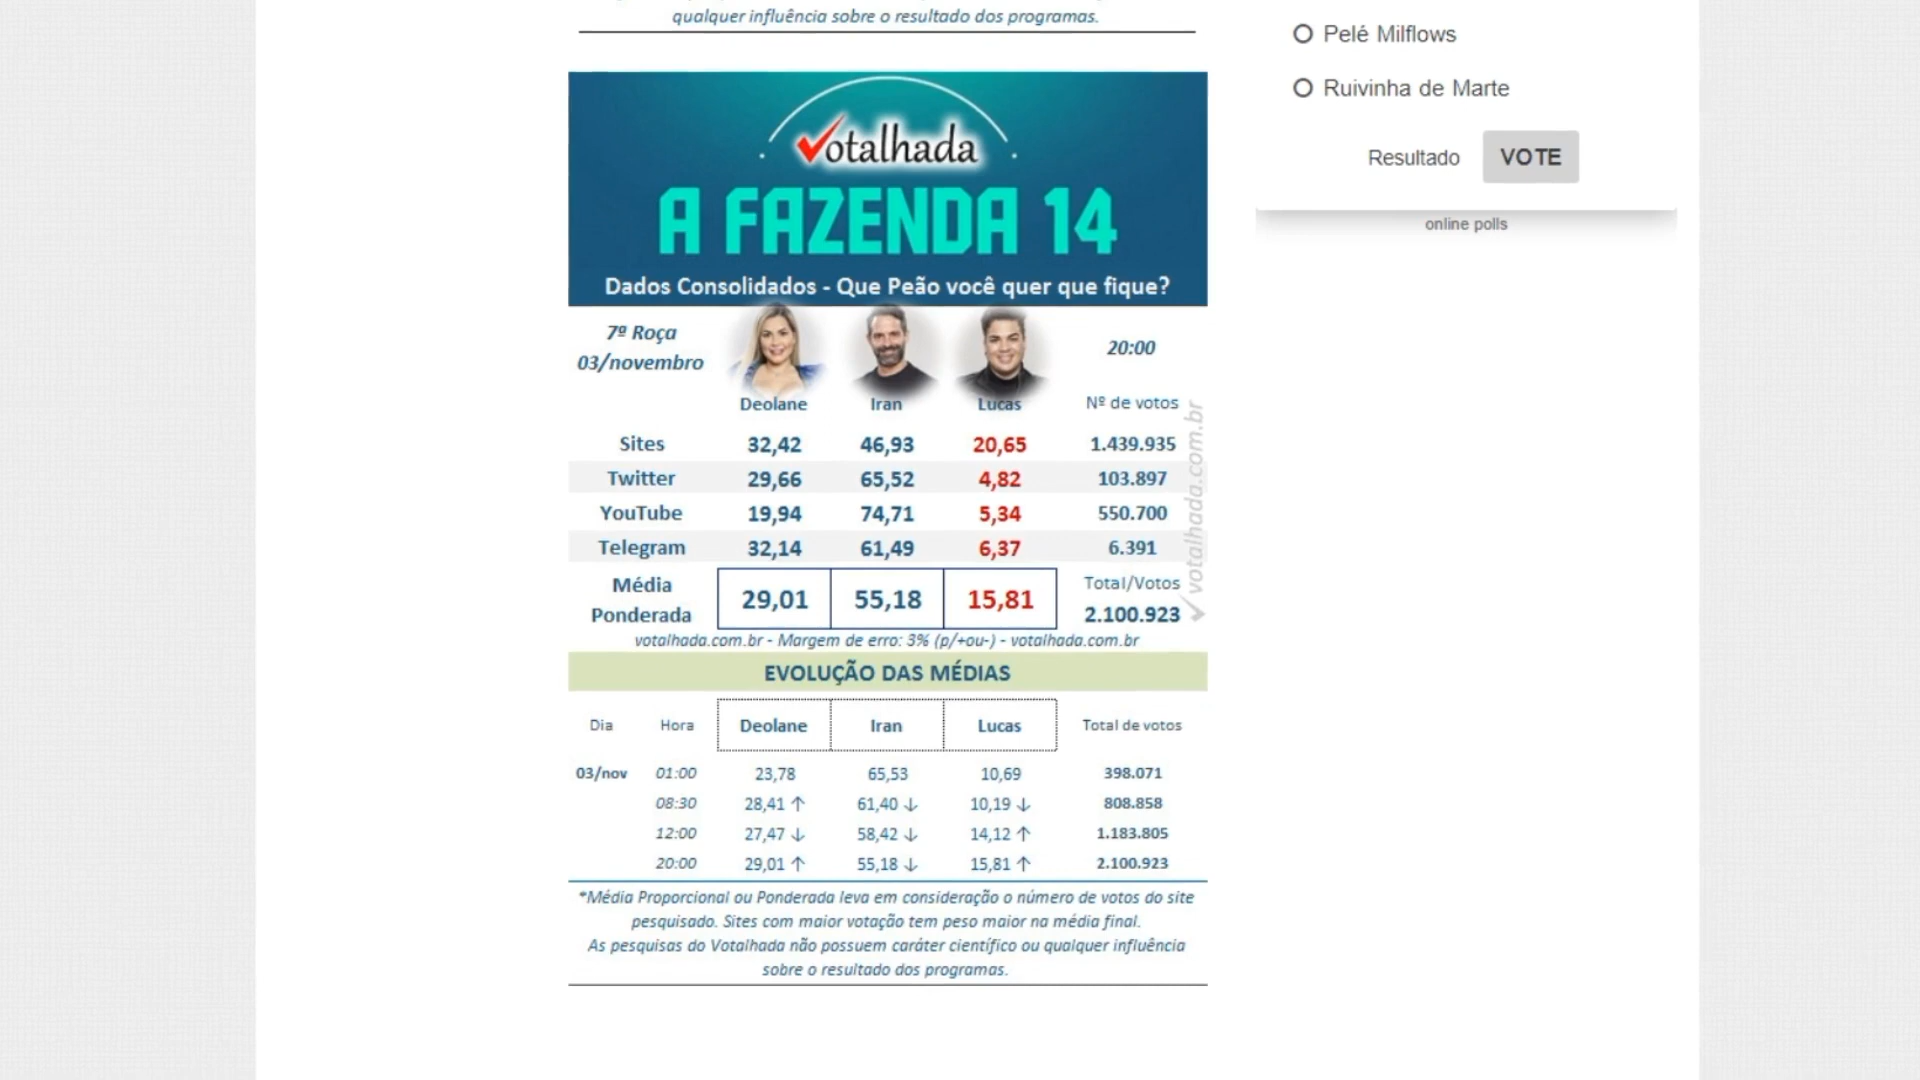 qualquer influência sobre o resultado dos programas.
Votalhada
A FAZENDA 14
Dados Consolidados - Que Peão você quer que fique?
7º Roça
03/novembro
20:00
Deolane Iran Lucas Nº de votos
Sites 32,42 46,93 20,65 1.439.935
Twitter 29,66 65,52 4,82 103.897
YouTube 19,94 74,71 5,34 550.700
Telegram 32,14 61,49 6,37 6.391
Média Ponderada 29,01 55,18 15,81 Total/Votos 2.100.923
votalhada.com.br
votalhada.com.br - Margem de erro: 3% (p/+ou-) - votalhada.com.br
EVOLUÇÃO DAS MÉDIAS
Dia Hora Deolane Iran Lucas Total de votos
03/nov 01:00 23,78 65,53 10,69 398.071
08:30 28,41 ↑ 61,40 ↓ 10,19 ↓ 808.858
12:00 27,47 ↓ 58,42 ↓ 14,12 ↑ 1.183.805
20:00 29,01 ↑ 55,18 ↓ 15,81 ↑ 2.100.923
*Média Proporcional ou Ponderada leva em consideração o número de votos do site
pesquisado. Sites com maior votação tem peso maior na média final.
As pesquisas do Votalhada não possuem caráter científico ou qualquer influência
sobre o resultado dos programas.
Pelé Milflows
Ruivinha de Marte
Resultado VOTE
online polls